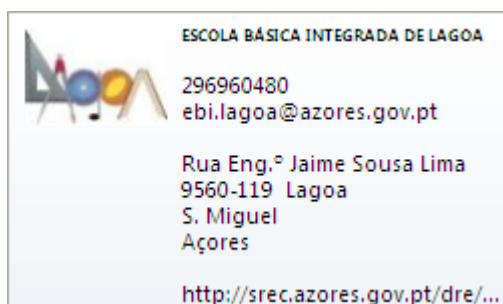 Lagoa
ESCOLA BÁSICA INTEGRADA DE LAGOA
296960480
ebi.lagoa@azores.gov.pt
Rua Eng.º Jaime Sousa Lima
9560-119 Lagoa
S. Miguel
Açores
http://srec.azores.gov.pt/dre/...